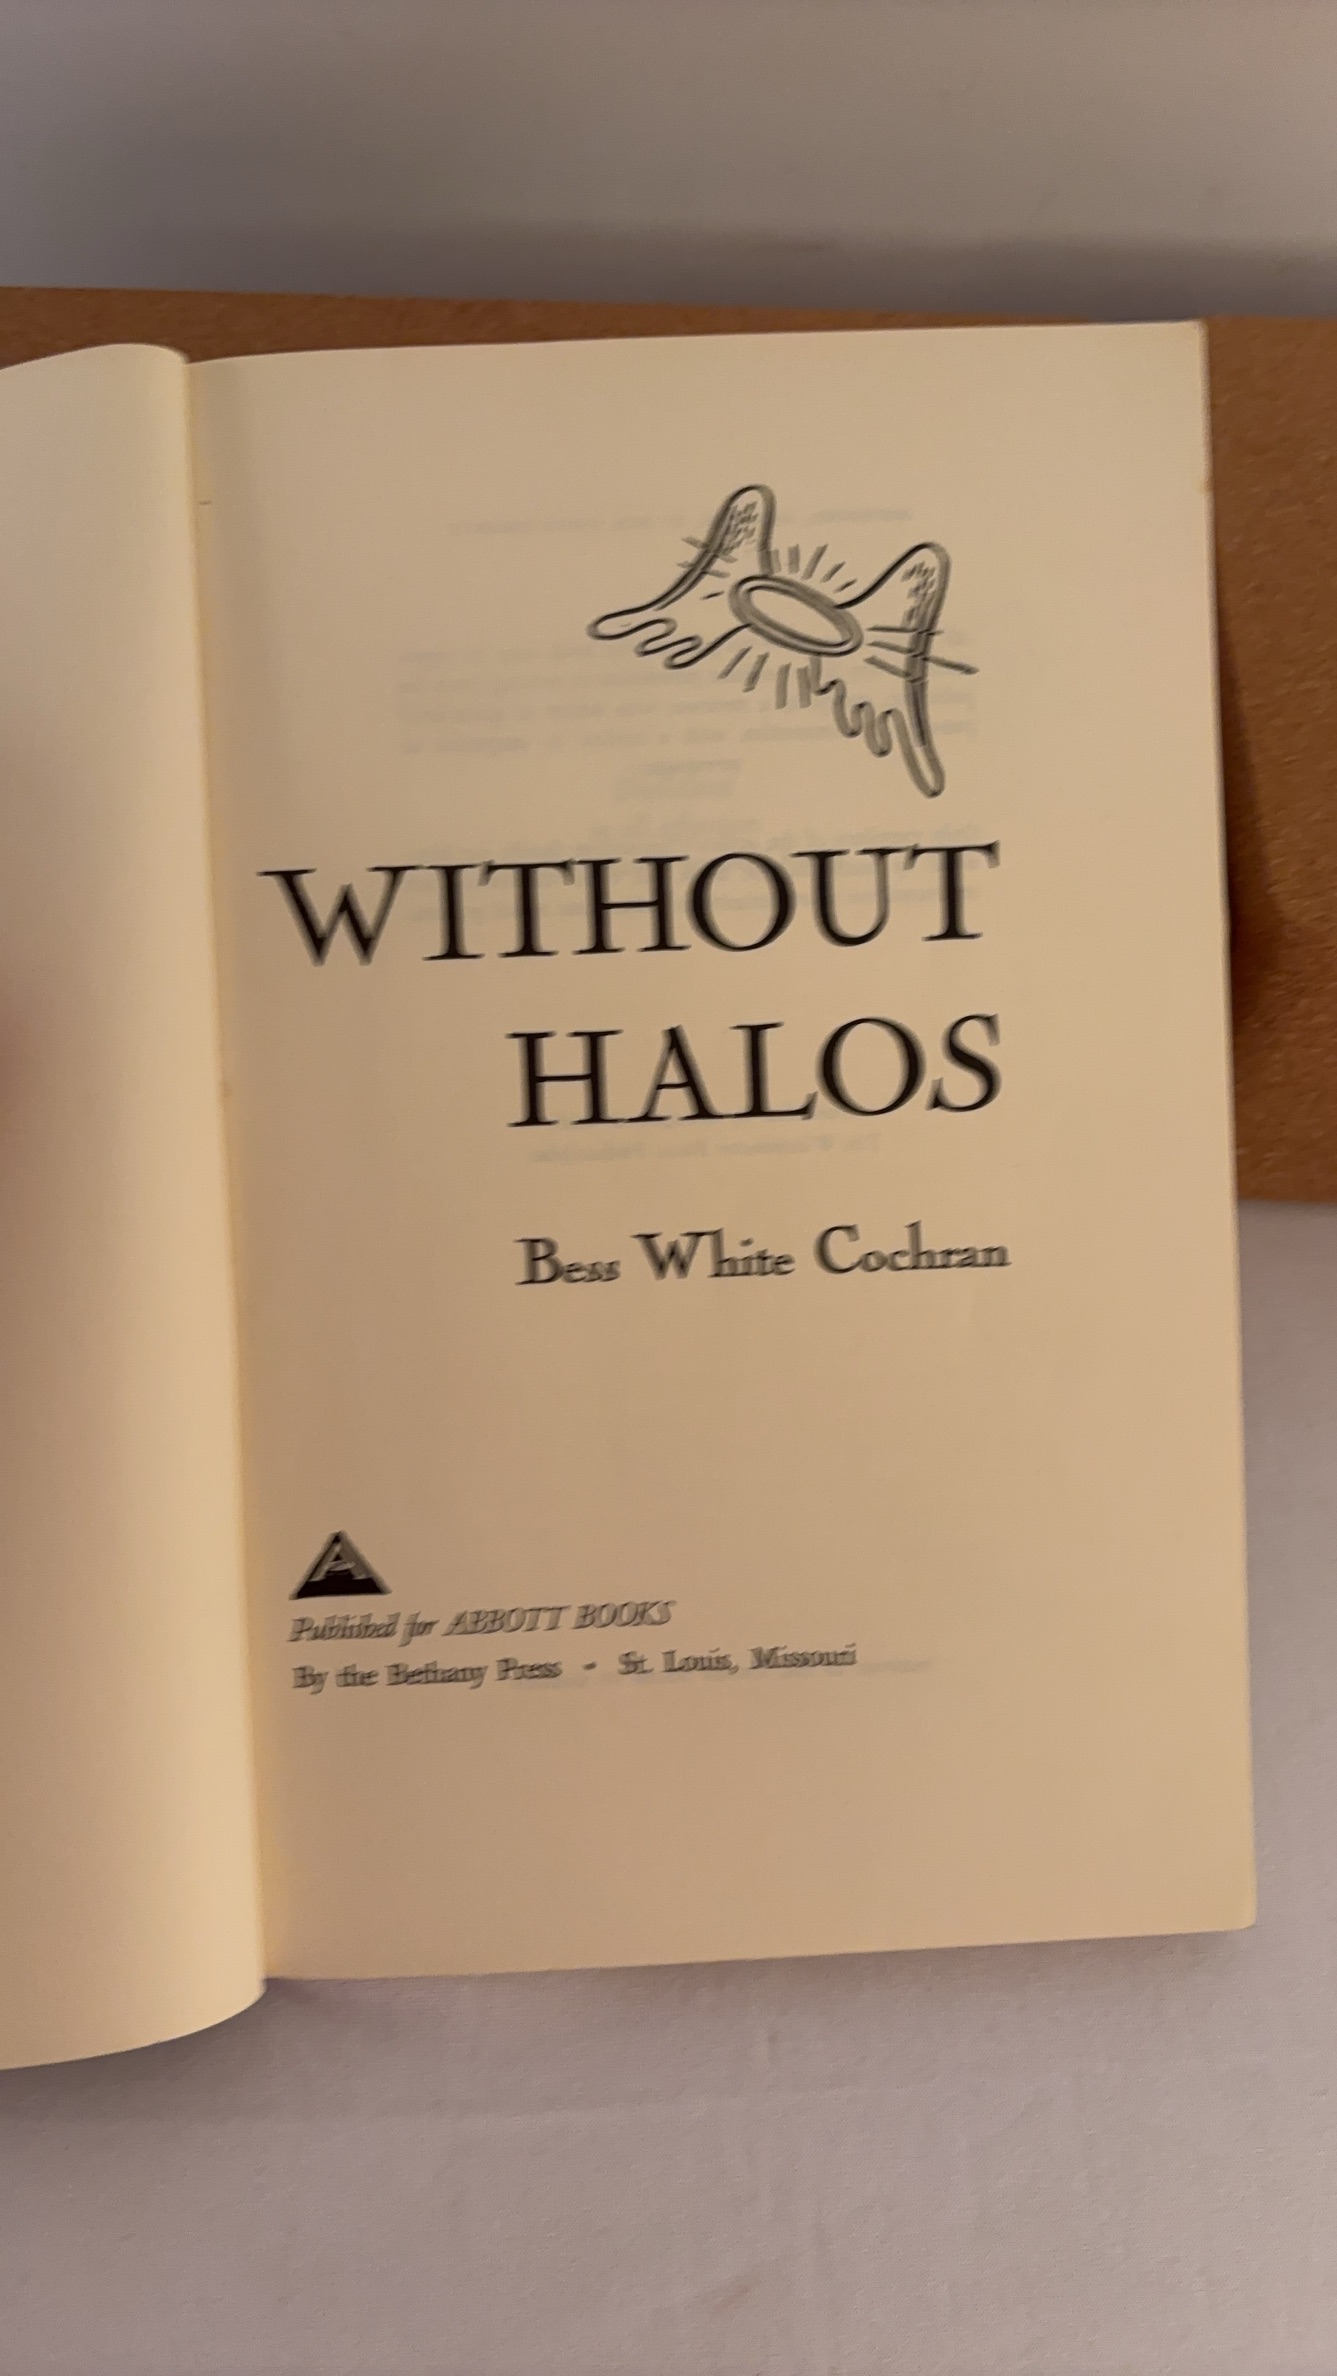 WITHOUT
HALOS
Bess White Cochran
A
Published for ABBOTT BOOKS
By the Bethany Press - St. Louis, Missouri